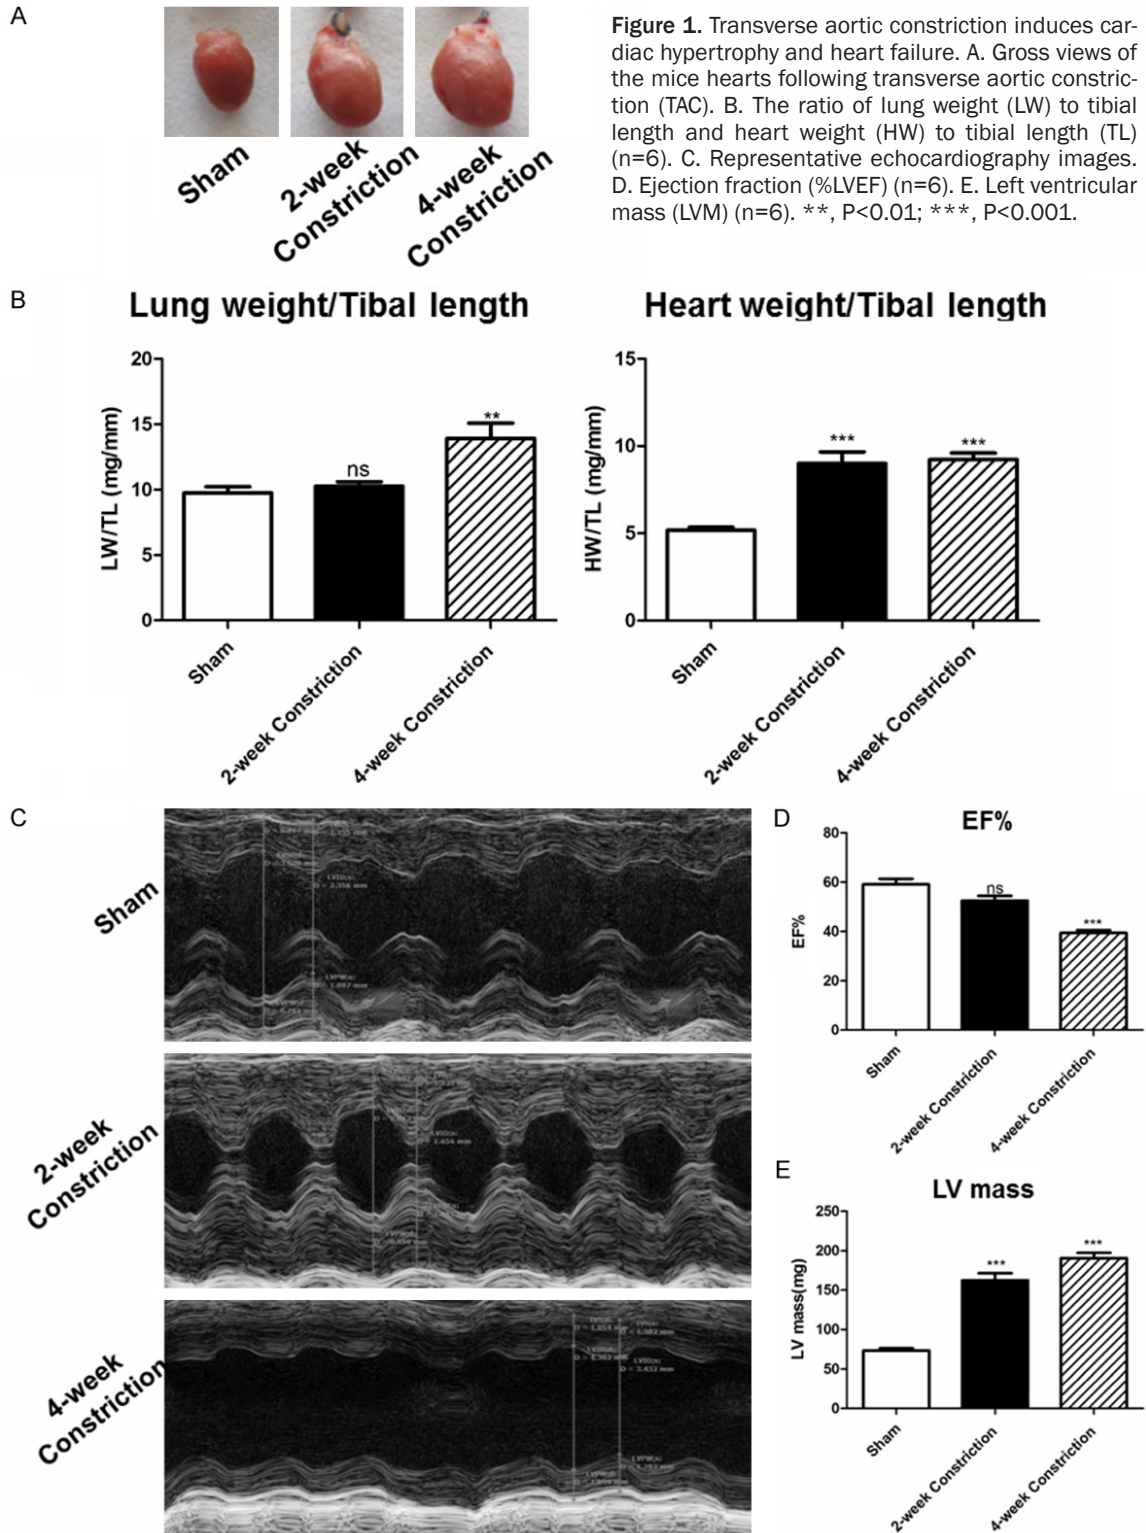 A
Sham
2-week
Constriction
4-week
Constriction
Figure 1. Transverse aortic constriction induces car-
diac hypertrophy and heart failure. A. Gross views of
the mice hearts following transverse aortic constric-
tion (TAC). B. The ratio of lung weight (LW) to tibial
length and heart weight (HW) to tibial length (TL)
(n=6). C. Representative echocardiography images.
D. Ejection fraction (%LVEF) (n=6). E. Left ventricular
mass (LVM) (n=6). **, P<0.01; ***, P<0.001.
B
Lung weight/Tibal length
LW/TL (mg/mm)
20
15
10
5
0
ns
**
Sham
2-week Constriction
4-week Constriction
Heart weight/Tibal length
HW/TL (mg/mm)
15
10
5
0
***
***
Sham
2-week Constriction
4-week Constriction
C
Sham
2-week
Constriction
4-week
Constriction
D
EF%
EF%
80
60
40
20
0
ns
***
Sham
2-week Constriction
4-week Constriction
E
LV mass
LV mass(mg)
250
200
150
100
50
0
***
***
Sham
2-week Constriction
4-week Constriction